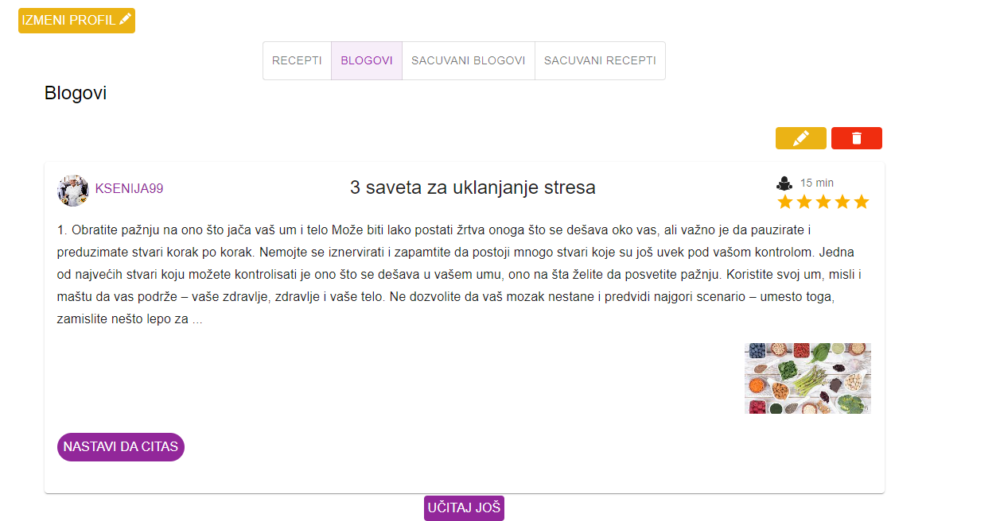 IZMENI PROFIL
RECEPTI BLOGOVI SACUVANI BLOGOVI SACUVANI RECEPTI
Blogovi
KSENIJA99 3 saveta za uklanjanje stresa 15 min
1. Obratite pažnju na ono što jača vaš um i telo Može biti lako postati žrtva onoga što se dešava oko vas, ali važno je da pauzirate i
preduzimate stvari korak po korak. Nemojte se iznervirati i zapamtite da postoji mnogo stvari koje su još uvek pod vašom kontrolom. Jedna
od najvećih stvari koju možete kontrolisati je ono što se dešava u vašem umu, ono na šta želite da posvetite pažnju. Koristite svoj um, misli i
maštu da vas podrže – vaše zdravlje, zdravlje i vaše telo. Ne dozvolite da vaš mozak nestane i predvidi najgori scenario – umesto toga,
zamislite nešto lepo za ...
NASTAVI DA CITAS
UČITAJ JOŠ